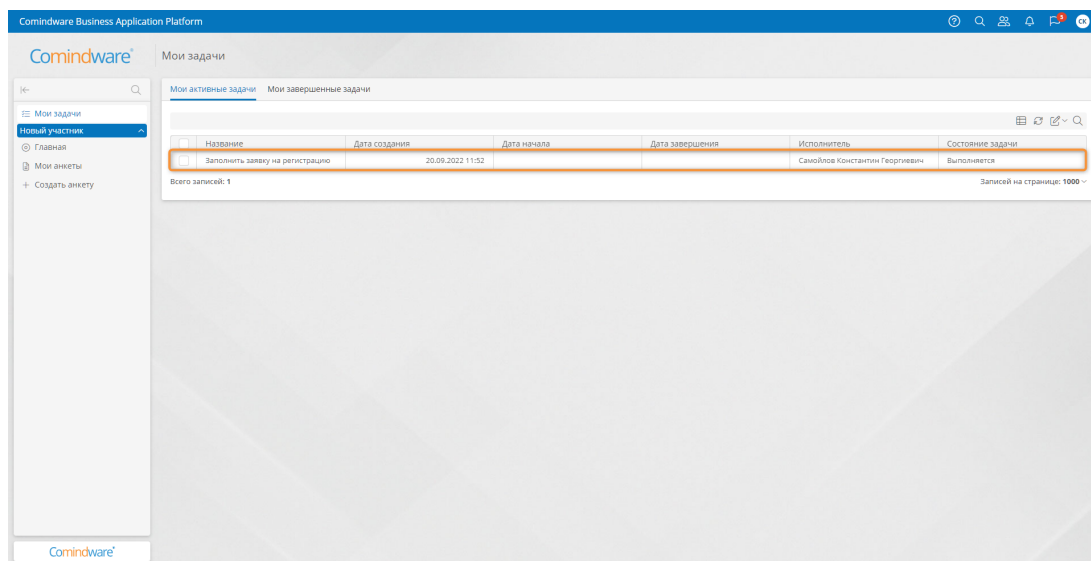 Comindware Business Application Platform
3
CK
Comindware®
Мои задачи
Мои активные задачи Мои завершенные задачи
Мои задачи
Новый участник
Главная
Мои анкеты
Создать анкету
Название Дата создания Дата начала Дата завершения Исполнитель Состояние задачи
Заполнить заявку на регистрацию 20.09.2022 11:52 Самойлов Константин Георгиевич Выполняется
Всего записей: 1 Записей на странице: 1000
Comindware®